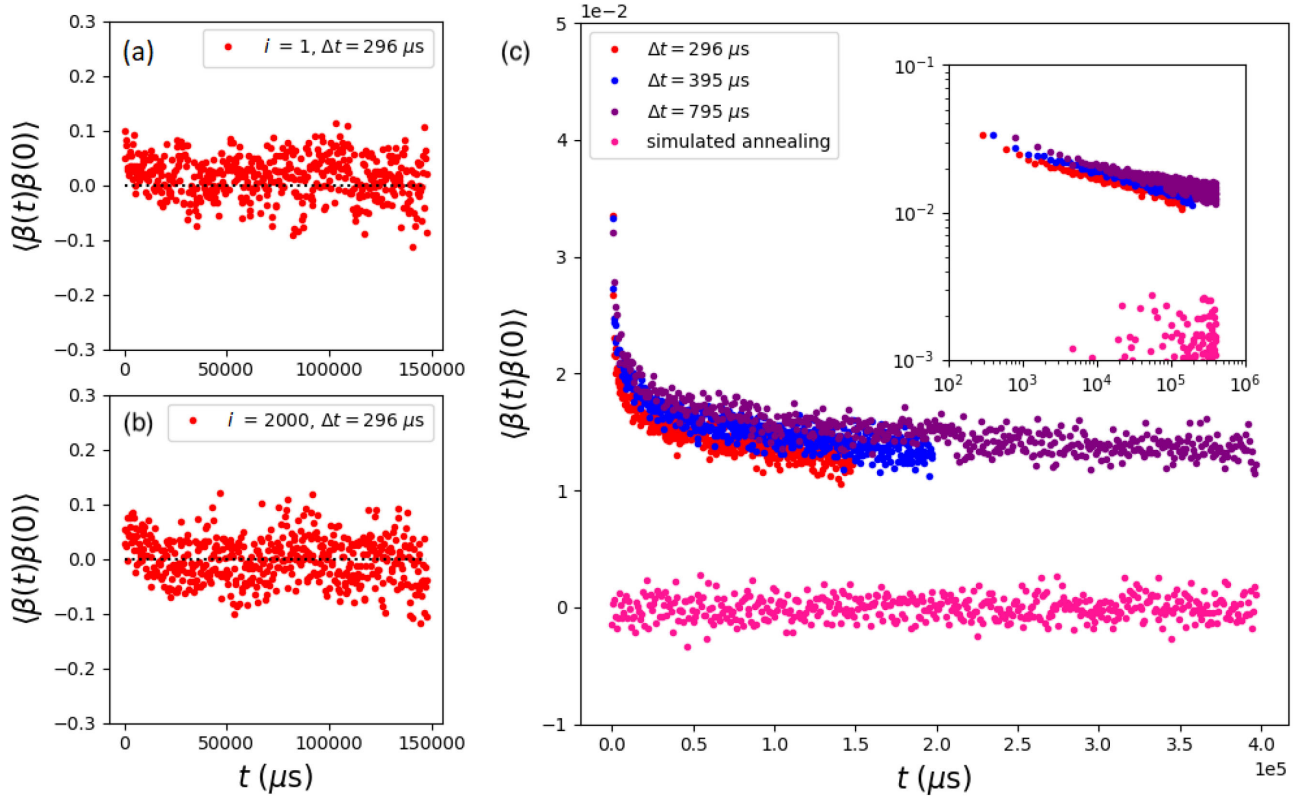 (a)
i = 1, Δt = 296 μs
0.3
0.2
0.1
0.0
−0.1
−0.2
−0.3
⟨β(t)β(0)⟩
0 50000 100000 150000
(b)
i = 2000, Δt = 296 μs
0.3
0.2
0.1
0.0
−0.1
−0.2
−0.3
⟨β(t)β(0)⟩
0 50000 100000 150000
t (μs)
1e−2
(c)
Δt = 296 μs
Δt = 395 μs
Δt = 795 μs
simulated annealing
5
4
3
2
1
0
−1
⟨β(t)β(0)⟩
10⁻¹
10⁻²
10⁻³
10² 10³ 10⁴ 10⁵ 10⁶
0.0 0.5 1.0 1.5 2.0 2.5 3.0 3.5 4.0
1e5
t (μs)